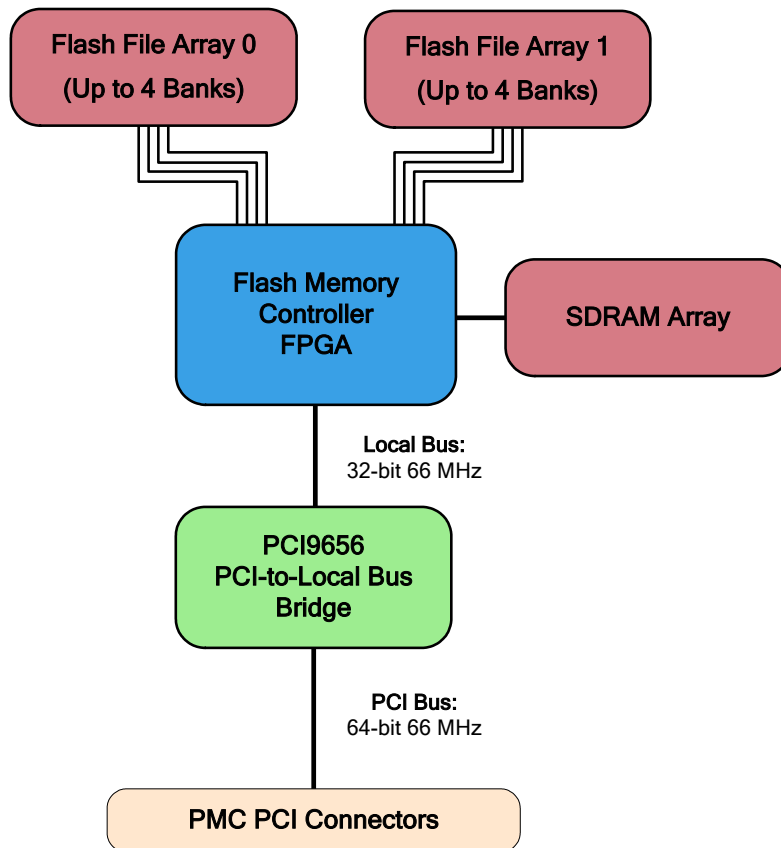 Flash File Array 0
(Up to 4 Banks)
Flash File Array 1
(Up to 4 Banks)
Flash Memory
Controller
FPGA
SDRAM Array
Local Bus:
32-bit 66 MHz
PCI9656
PCI-to-Local Bus
Bridge
PCI Bus:
64-bit 66 MHz
PMC PCI Connectors